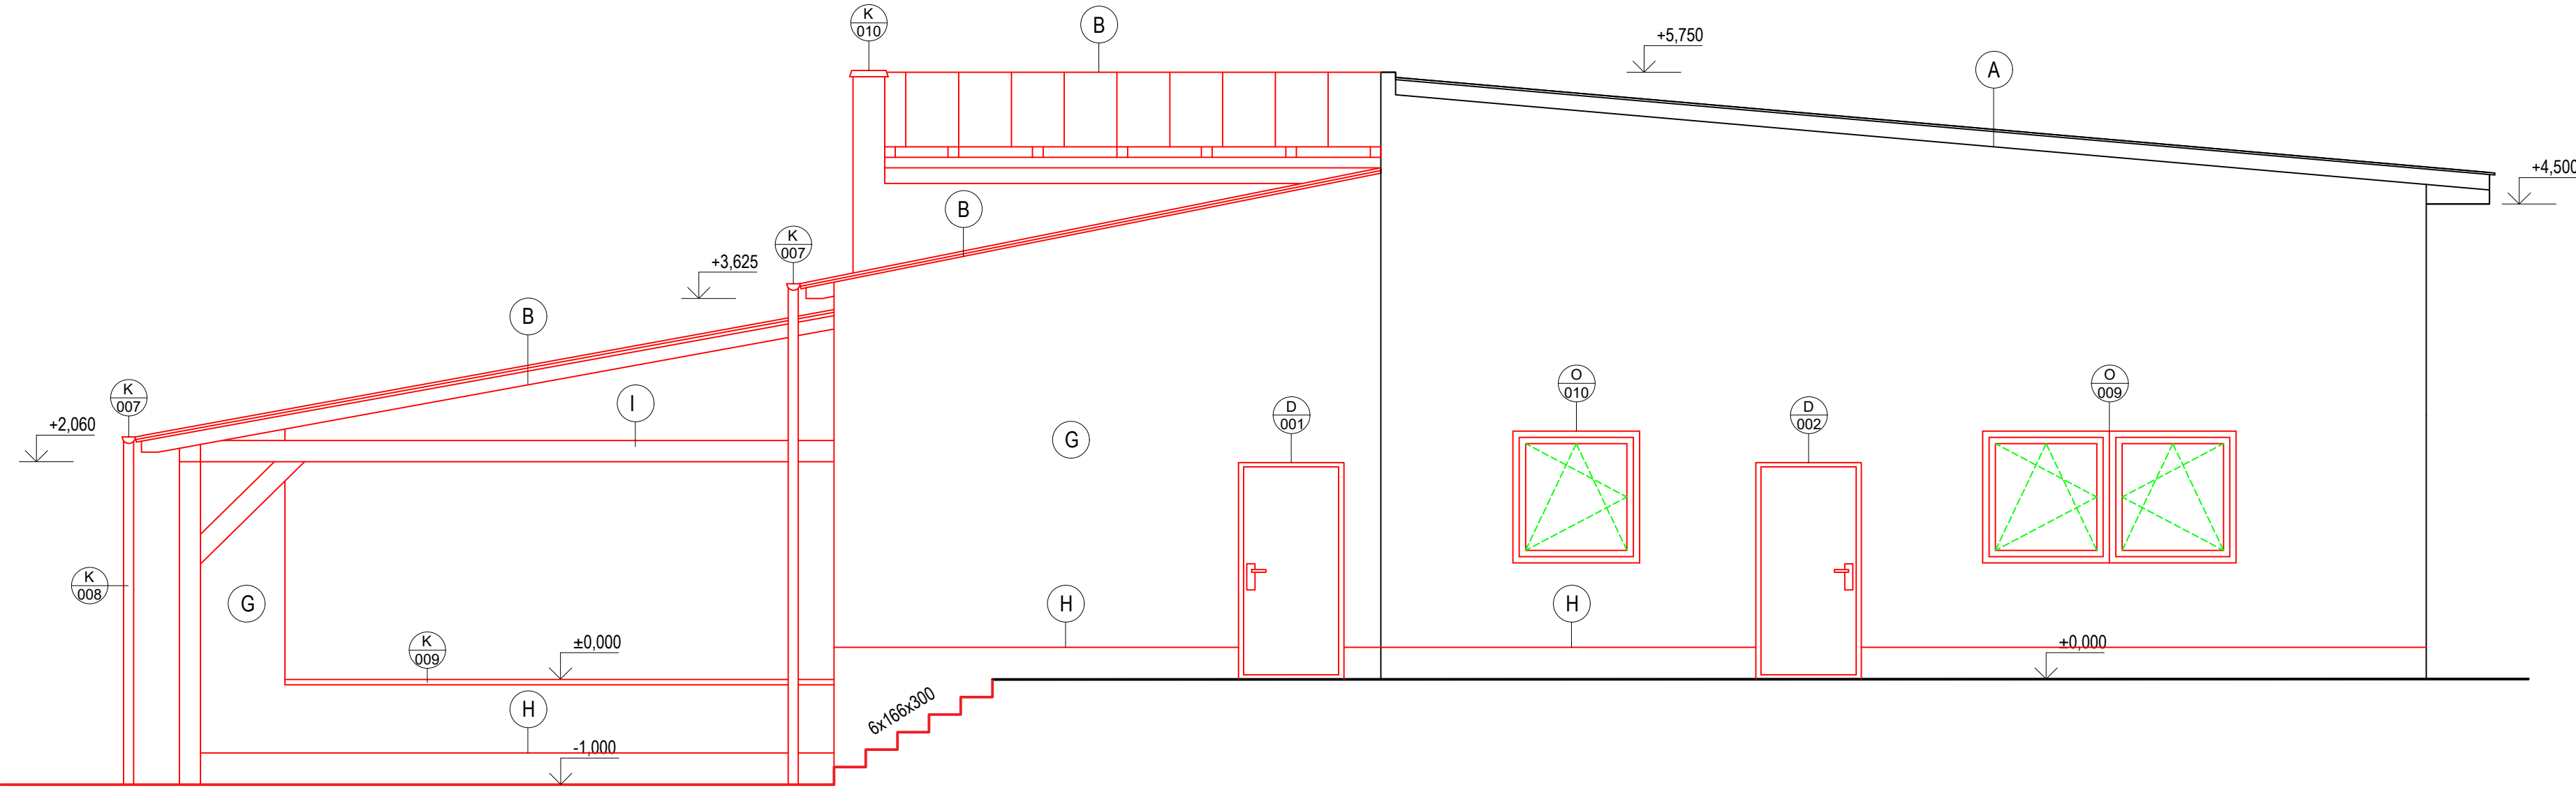 K
010
B
+5,750
A
+4,500
B
K
007
+3,625
B
K
007
+2,060
I
O
010
O
009
D
001
D
002
G
K
008
G
H
H
K
009
±0,000
±0,000
6x166x300
H
-1,000